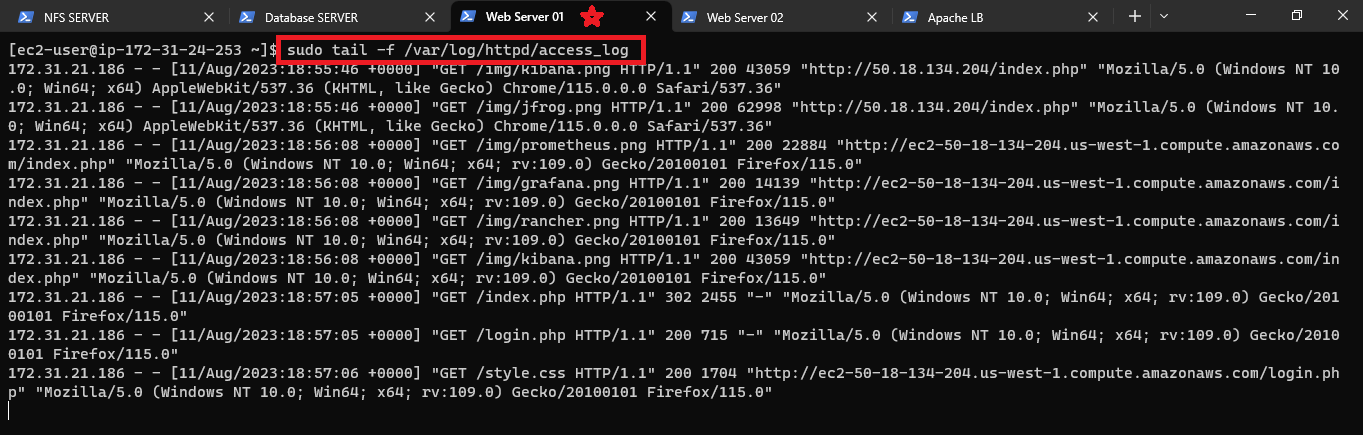 NFS SERVER
Database SERVER
Web Server 01
Web Server 02
Apache LB
[ec2-user@ip-172-31-24-253 ~]$ sudo tail -f /var/log/httpd/access_log
172.31.21.186 - - [11/Aug/2023:18:55:46 +0000] "GET /img/kibana.png HTTP/1.1" 200 43059 "http://50.18.134.204/index.php" "Mozilla/5.0 (Windows NT 10
.0; Win64; x64) AppleWebKit/537.36 (KHTML, like Gecko) Chrome/115.0.0.0 Safari/537.36"
172.31.21.186 - - [11/Aug/2023:18:55:46 +0000] "GET /img/jfrog.png HTTP/1.1" 200 62998 "http://50.18.134.204/index.php" "Mozilla/5.0 (Windows NT 10.
0; Win64; x64) AppleWebKit/537.36 (KHTML, like Gecko) Chrome/115.0.0.0 Safari/537.36"
172.31.21.186 - - [11/Aug/2023:18:56:08 +0000] "GET /img/prometheus.png HTTP/1.1" 200 22884 "http://ec2-50-18-134-204.us-west-1.compute.amazonaws.co
m/index.php" "Mozilla/5.0 (Windows NT 10.0; Win64; x64; rv:109.0) Gecko/20100101 Firefox/115.0"
172.31.21.186 - - [11/Aug/2023:18:56:08 +0000] "GET /img/grafana.png HTTP/1.1" 200 14139 "http://ec2-50-18-134-204.us-west-1.compute.amazonaws.com/i
ndex.php" "Mozilla/5.0 (Windows NT 10.0; Win64; x64; rv:109.0) Gecko/20100101 Firefox/115.0"
172.31.21.186 - - [11/Aug/2023:18:56:08 +0000] "GET /img/rancher.png HTTP/1.1" 200 13649 "http://ec2-50-18-134-204.us-west-1.compute.amazonaws.com/i
ndex.php" "Mozilla/5.0 (Windows NT 10.0; Win64; x64; rv:109.0) Gecko/20100101 Firefox/115.0"
172.31.21.186 - - [11/Aug/2023:18:56:08 +0000] "GET /img/kibana.png HTTP/1.1" 200 43059 "http://ec2-50-18-134-204.us-west-1.compute.amazonaws.com/in
dex.php" "Mozilla/5.0 (Windows NT 10.0; Win64; x64; rv:109.0) Gecko/20100101 Firefox/115.0"
172.31.21.186 - - [11/Aug/2023:18:57:05 +0000] "GET /index.php HTTP/1.1" 302 2455 "-" "Mozilla/5.0 (Windows NT 10.0; Win64; x64; rv:109.0) Gecko/201
00101 Firefox/115.0"
172.31.21.186 - - [11/Aug/2023:18:57:05 +0000] "GET /login.php HTTP/1.1" 200 715 "-" "Mozilla/5.0 (Windows NT 10.0; Win64; x64; rv:109.0) Gecko/2010
0101 Firefox/115.0"
172.31.21.186 - - [11/Aug/2023:18:57:06 +0000] "GET /style.css HTTP/1.1" 200 1704 "http://ec2-50-18-134-204.us-west-1.compute.amazonaws.com/login.ph
p" "Mozilla/5.0 (Windows NT 10.0; Win64; x64; rv:109.0) Gecko/20100101 Firefox/115.0"